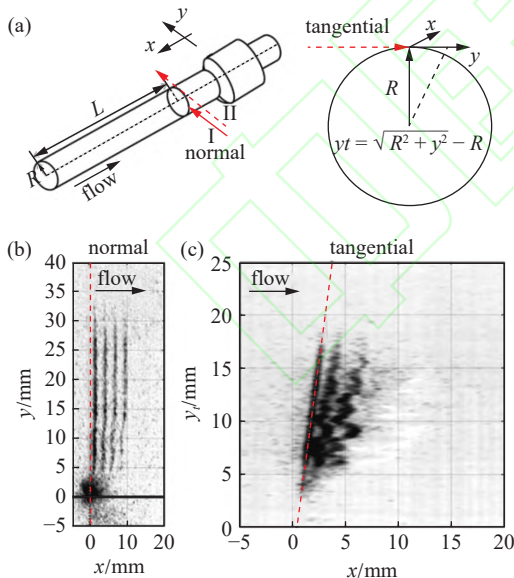 (a)
y
x
L
R
flow
II
I
normal
tangential
x
y
R
yt = √R² + y² − R
(b) normal
flow
y/mm
40
35
30
25
20
15
10
5
0
−5
0 10 20
x/mm
(c) tangential
flow
y_t/mm
25
20
15
10
5
0
−5 0 5 10 15 20
x/mm